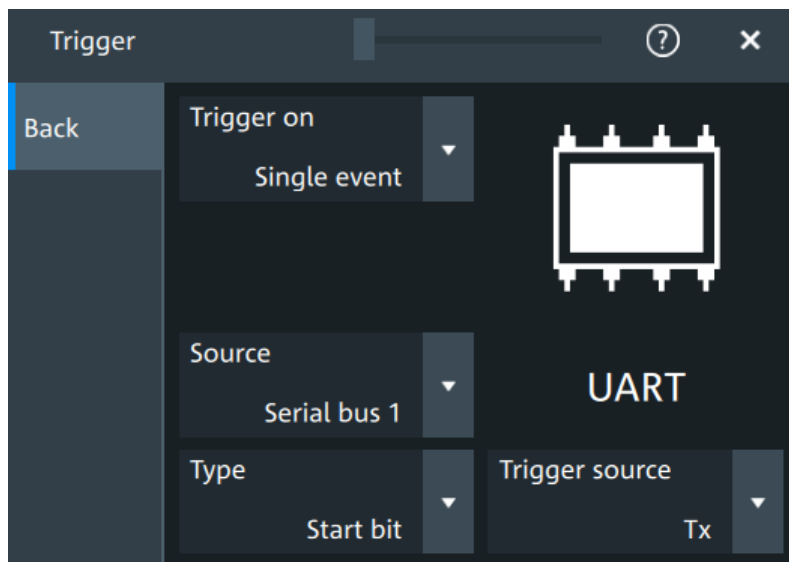 Trigger
?
×
Back
Trigger on
Single event
Source
Serial bus 1
UART
Type
Start bit
Trigger source
Tx